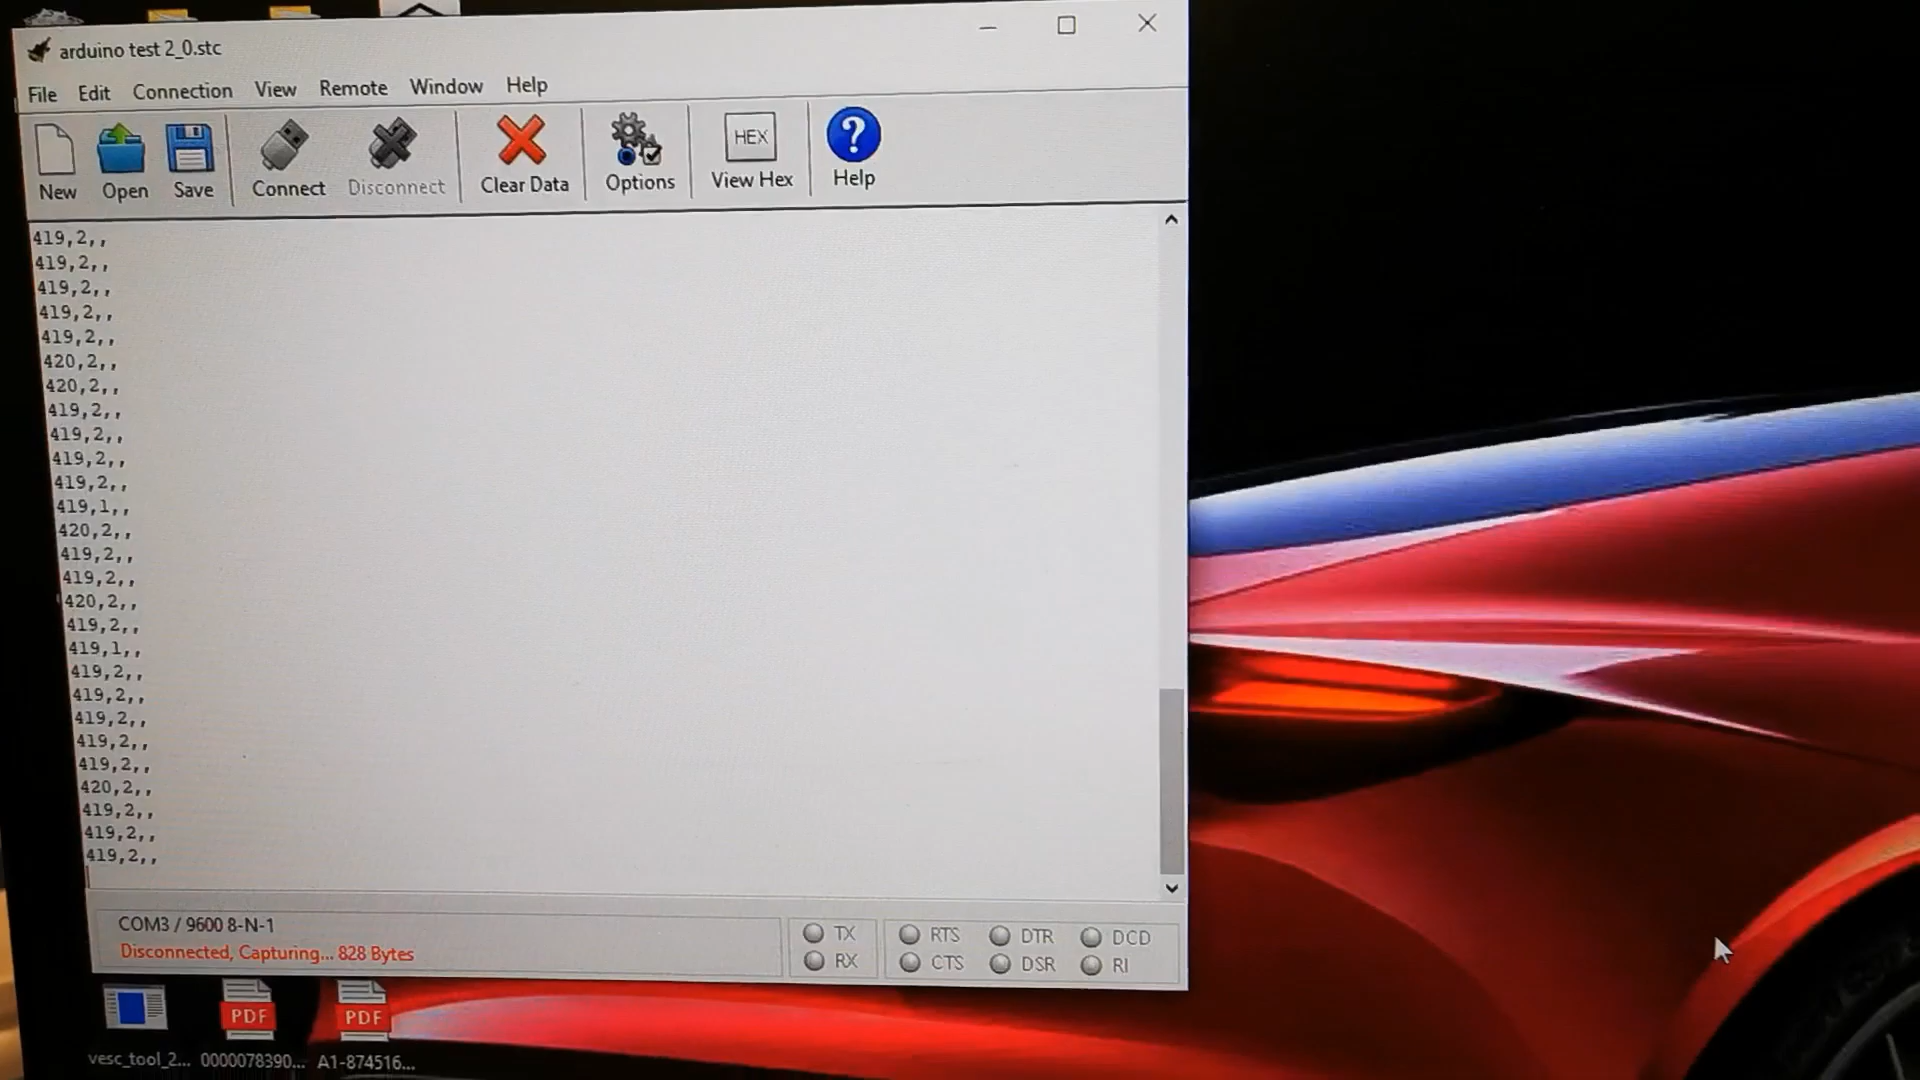 arduino test 2_0.stc
File Edit Connection View Remote Window Help
HEX ?
New Open Save Connect Disconnect Clear Data Options View Hex Help
419,2,,
419,2,,
419,2,,
419,2,,
419,2,,
420,2,,
420,2,,
419,2,,
419,2,,
419,2,,
419,2,,
419,1,,
420,2,,
419,2,,
419,2,,
420,2,,
419,2,,
419,1,,
419,2,,
419,2,,
419,2,,
419,2,,
419,2,,
420,2,,
419,2,,
419,2,,
419,2,,
COM3 / 9600 8-N-1
Disconnected, Capturing... 828 Bytes
TX RTS DTR DCD
RX CTS DSR RI
PDF PDF
vesc_tool_2... 0000078390... A1-874516...